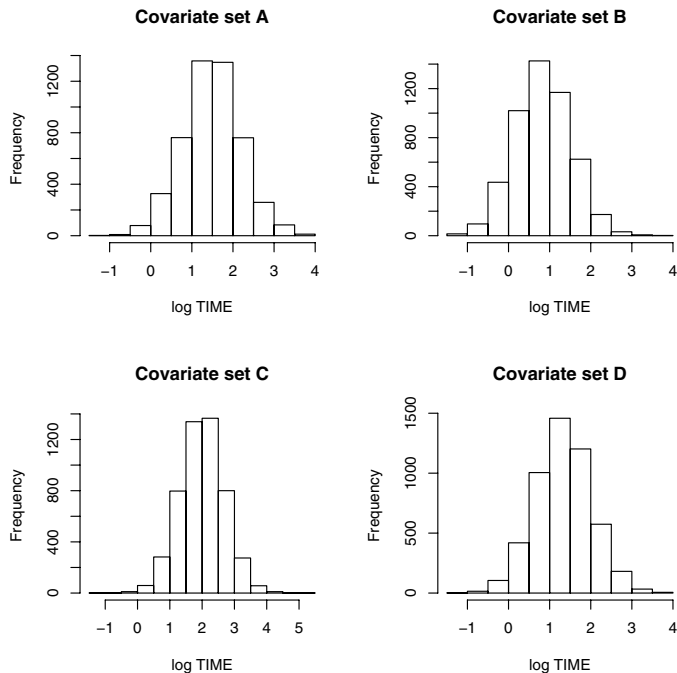 Covariate set A
Frequency
0 400 800 1200
−1 0 1 2 3 4
log TIME
Covariate set B
Frequency
0 400 800 1200
−1 0 1 2 3 4
log TIME
Covariate set C
Frequency
0 400 800 1200
−1 0 1 2 3 4 5
log TIME
Covariate set D
Frequency
0 500 1000 1500
−1 0 1 2 3 4
log TIME